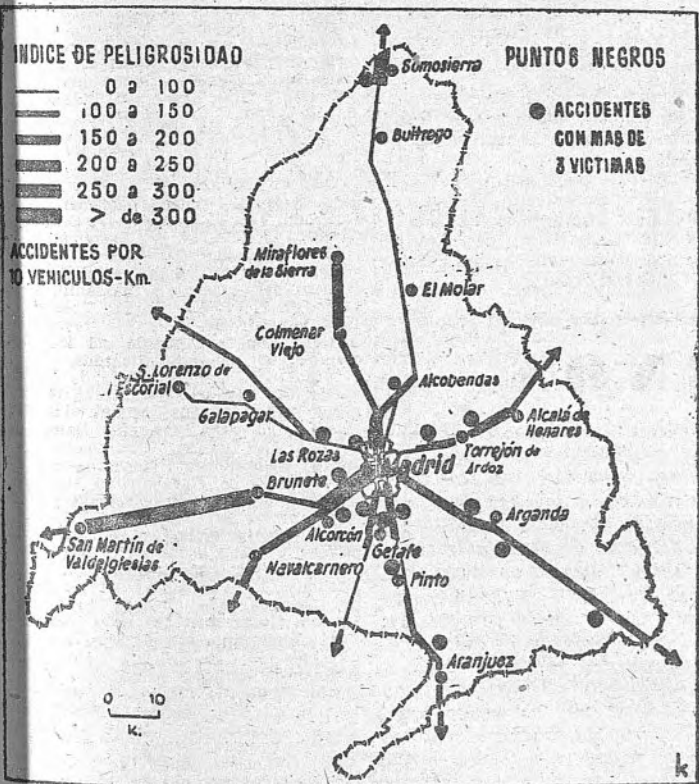 INDICE DE PELIGROSIDAD
0 a 100
100 a 150
150 a 200
200 a 250
250 a 300
> de 300
ACCIDENTES POR
10 VEHICULOS-Km.
PUNTOS NEGROS
ACCIDENTES
CON MAS DE
3 VICTIMAS
Somosierra
Buitrago
Miraflores
de la Sierra
El Molar
Colmenar
Viejo
S. Lorenzo de
l Escorial
Galapagar
Alcobendas
Alcalá de
Henares
Torrejón de
Ardoz
Las Rozas
Madrid
Brunete
Arganda
San Martín de
Valdeiglesias
Alcorcón
Getafe
Navalcarnero
Pinto
Aranjuez
0 10
K.
k